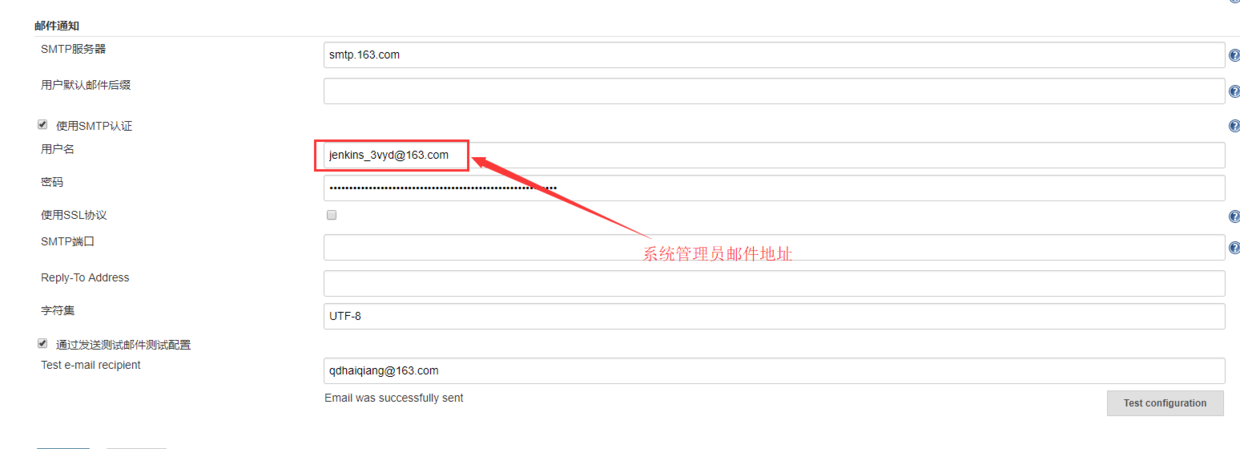 邮件通知
SMTP服务器
smtp.163.com
用户默认邮件后缀
使用SMTP认证
用户名
jenkins_3vyd@163.com
密码
使用SSL协议
SMTP端口
系统管理员邮件地址
Reply-To Address
字符集
UTF-8
通过发送测试邮件测试配置
Test e-mail recipient
qdhaiqiang@163.com
Email was successfully sent
Test configuration